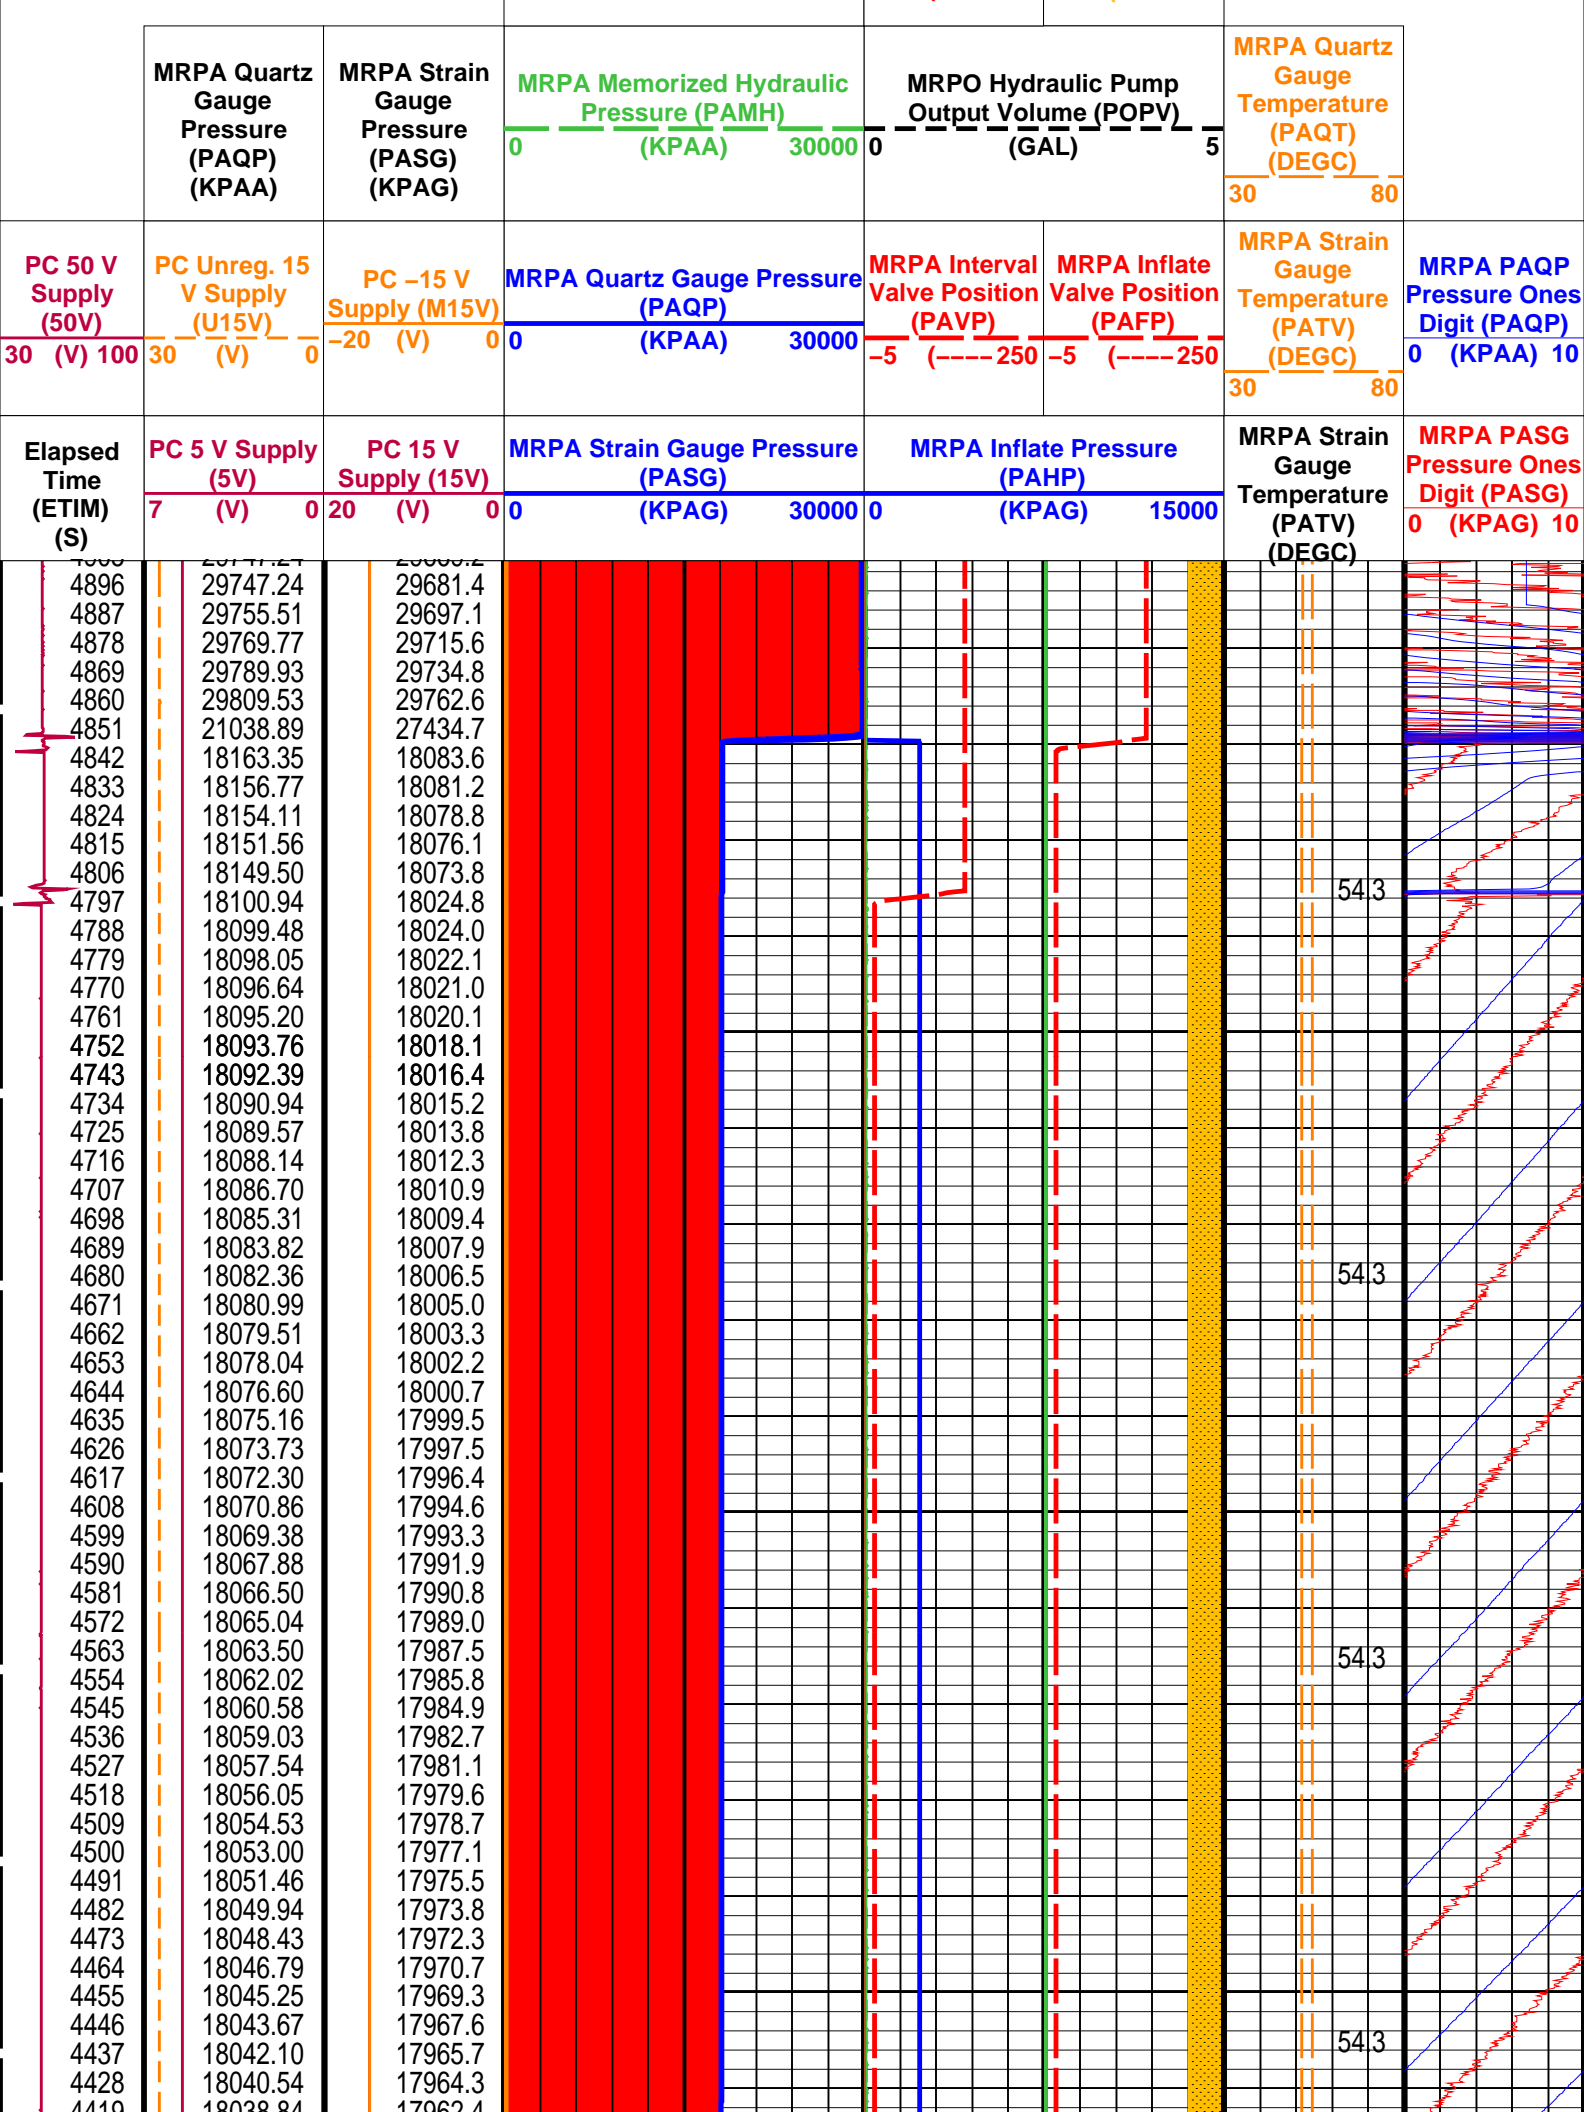 MRPA Quartz
Gauge
Pressure
(PAQP)
(KPAA)
MRPA Strain
Gauge
Pressure
(PASG)
(KPAG)
MRPA Memorized Hydraulic
Pressure (PAMH)
0 (KPAA) 30000
MRPO Hydraulic Pump
Output Volume (POPV)
0 (GAL) 5
MRPA Quartz
Gauge
Temperature
(PAQT)
(DEGC)
30 80
PC 50 V
Supply
(50V)
30 (V) 100
PC Unreg. 15
V Supply
(U15V)
30 (V) 0
PC −15 V
Supply (M15V)
−20 (V) 0
MRPA Quartz Gauge Pressure
(PAQP)
0 (KPAA) 30000
MRPA Interval
Valve Position
(PAVP)
−5 (−−−− 250
MRPA Inflate
Valve Position
(PAFP)
−5 (−−−− 250
MRPA Strain
Gauge
Temperature
(PATV)
(DEGC)
30 80
MRPA PAQP
Pressure Ones
Digit (PAQP)
0 (KPAA) 10
Elapsed
Time
(ETIM)
(S)
PC 5 V Supply
(5V)
7 (V) 0
PC 15 V
Supply (15V)
20 (V) 0
MRPA Strain Gauge Pressure
(PASG)
0 (KPAG) 30000
MRPA Inflate Pressure
(PAHP)
0 (KPAG) 15000
MRPA Strain
Gauge
Temperature
(PATV)
(DEGC)
MRPA PASG
Pressure Ones
Digit (PASG)
0 (KPAG) 10
4896 29747.24 29681.4
4887 29755.51 29697.1
4878 29769.77 29715.6
4869 29789.93 29734.8
4860 29809.53 29762.6
4851 21038.89 27434.7
4842 18163.35 18083.6
4833 18156.77 18081.2
4824 18154.11 18078.8
4815 18151.56 18076.1
4806 18149.50 18073.8
54.3
4797 18100.94 18024.8
4788 18099.48 18024.0
4779 18098.05 18022.1
4770 18096.64 18021.0
4761 18095.20 18020.1
4752 18093.76 18018.1
4743 18092.39 18016.4
4734 18090.94 18015.2
4725 18089.57 18013.8
4716 18088.14 18012.3
4707 18086.70 18010.9
4698 18085.31 18009.4
4689 18083.82 18007.9
4680 18082.36 18006.5 54.3
4671 18080.99 18005.0
4662 18079.51 18003.3
4653 18078.04 18002.2
4644 18076.60 18000.7
4635 18075.16 17999.5
4626 18073.73 17997.5
4617 18072.30 17996.4
4608 18070.86 17994.6
4599 18069.38 17993.3
4590 18067.88 17991.9
4581 18066.50 17990.8
4572 18065.04 17989.0
4563 18063.50 17987.5 54.3
4554 18062.02 17985.8
4545 18060.58 17984.9
4536 18059.03 17982.7
4527 18057.54 17981.1
4518 18056.05 17979.6
4509 18054.53 17978.7
4500 18053.00 17977.1
4491 18051.46 17975.5
4482 18049.94 17973.8
4473 18048.43 17972.3
4464 18046.79 17970.7
4455 18045.25 17969.3
4446 18043.67 17967.6
54.3
4437 18042.10 17965.7
4428 18040.54 17964.3
4419 18038.84 17962.4